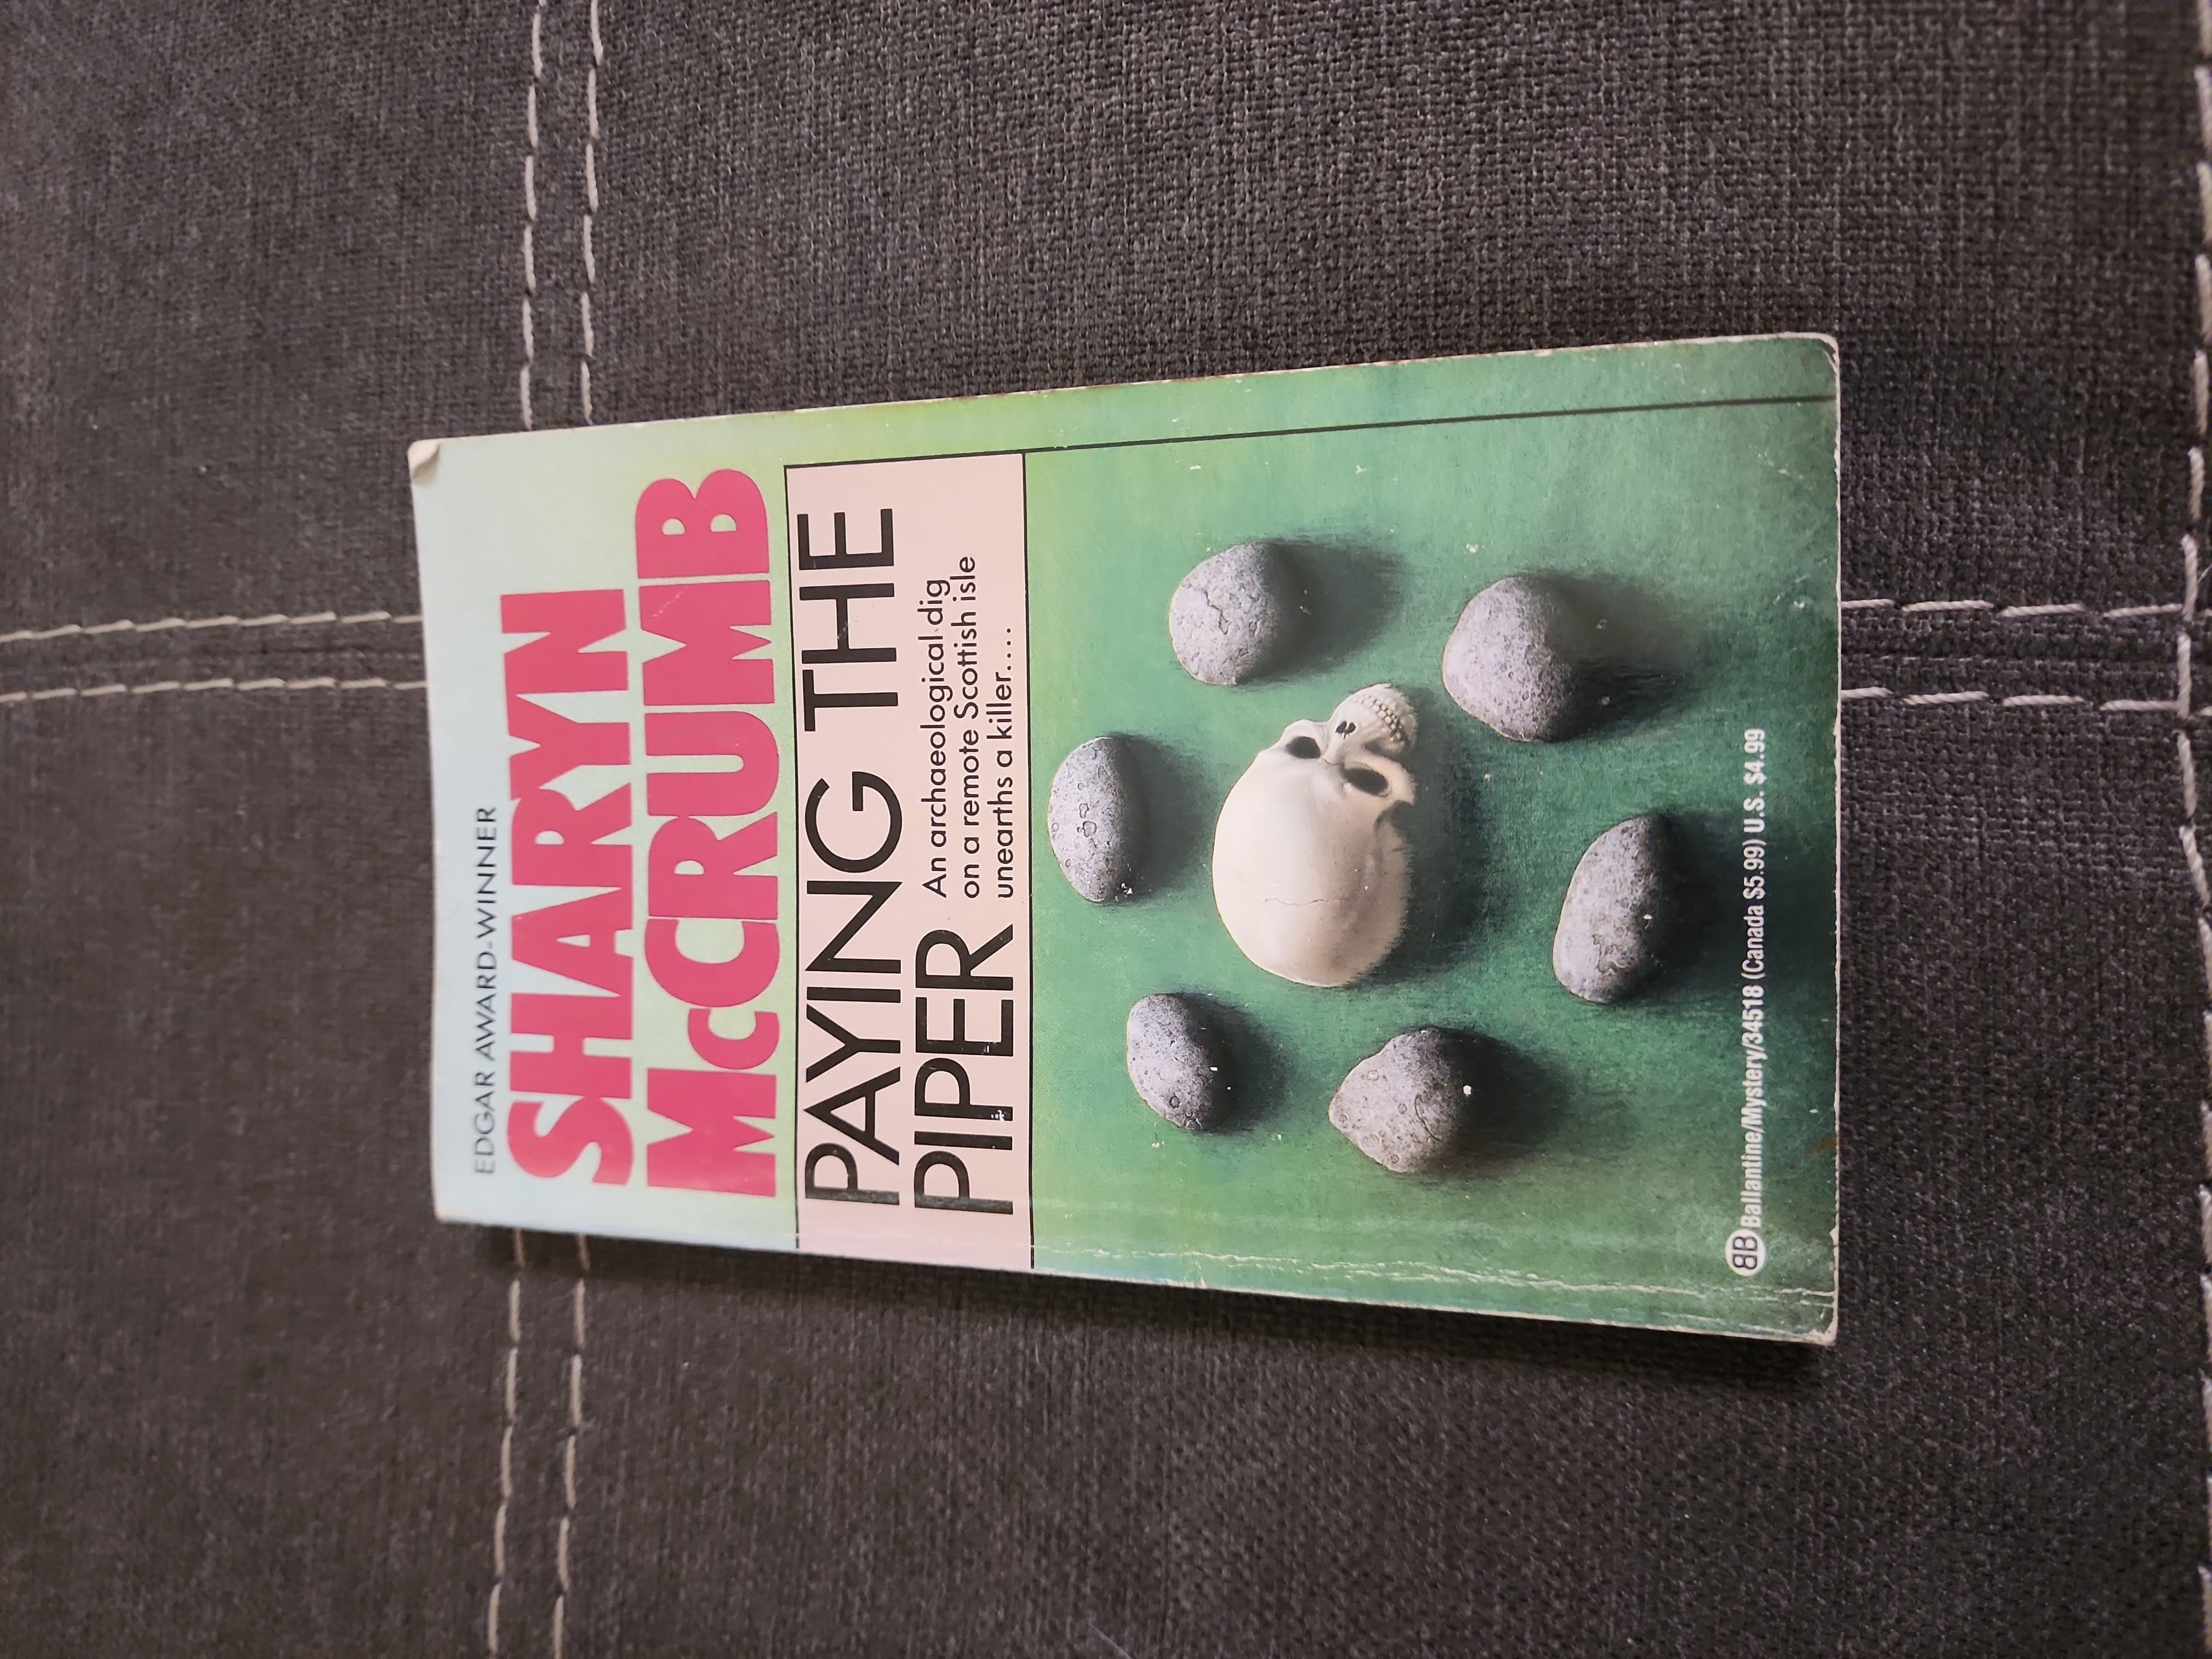 EDGAR AWARD-WINNER
SHARYN
McCRUMB
PAYING THE
PIPER
An archaeological dig
on a remote Scottish isle
unearths a killer....
BB Ballantine/Mystery/34518 (Canada $5.99) U.S. $4.99